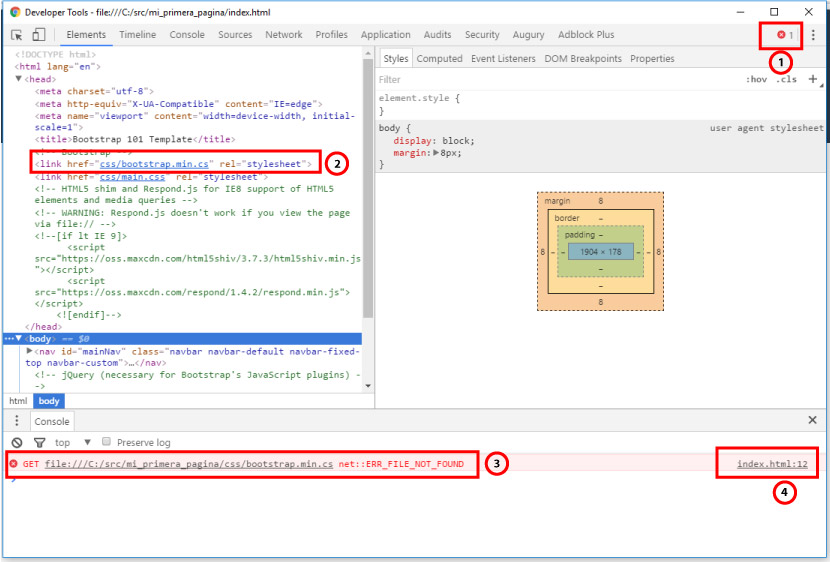 Developer Tools - file:///C:/src/mi_primera_pagina/index.html
Elements Timeline Console Sources Network Profiles Application Audits Security Augury Adblock Plus 1
1
<!DOCTYPE html>
<html lang="en">
<head>
<meta charset="utf-8">
<meta http-equiv="X-UA-Compatible" content="IE=edge">
<meta name="viewport" content="width=device-width, initial-
scale=1">
<title>Bootstrap 101 Template</title>
<!-- Bootstrap -->
<link href="css/bootstrap.min.cs" rel="stylesheet">
2
<link href="css/main.css" rel="stylesheet">
<!-- HTML5 shim and Respond.js for IE8 support of HTML5
elements and media queries -->
<!-- WARNING: Respond.js doesn't work if you view the page
via file:// -->
<!--[if lt IE 9]>
<script
src="https://oss.maxcdn.com/html5shiv/3.7.3/html5shiv.min.js
"></script>
<script
src="https://oss.maxcdn.com/respond/1.4.2/respond.min.js">
</script>
<![endif]-->
</head>
<body> == $0
<nav id="mainNav" class="navbar navbar-default navbar-fixed-
top navbar-custom">…</nav>
<!-- jQuery (necessary for Bootstrap's JavaScript plugins) -
->
html body
Styles Computed Event Listeners DOM Breakpoints Properties
Filter :hov .cls +
element.style {
}
body { user agent stylesheet
display: block;
margin: 8px;
}
margin 8
border –
padding –
8 – – 1904 × 178 – – 8
–
–
8
Console
top Preserve log
GET file:///C:/src/mi_primera_pagina/css/bootstrap.min.cs net::ERR_FILE_NOT_FOUND 3 index.html:12
4